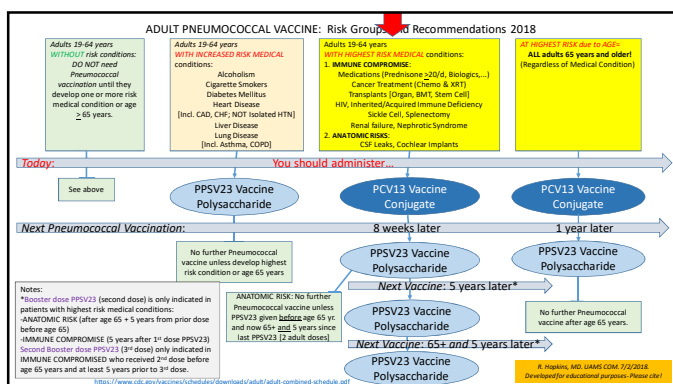 ADULT PNEUMOCOCCAL VACCINE: Risk Groups and Recommendations 2018
Adults 19-64 years
WITHOUT risk conditions:
DO NOT need
Pneumococcal
vaccination until they
develop one or more risk
medical condition or age
> 65 years.
Adults 19-64 years
WITH INCREASED RISK MEDICAL
conditions:
Alcoholism
Cigarette Smokers
Diabetes Mellitus
Heart Disease
[Incl. CAD, CHF; NOT Isolated HTN]
Liver Disease
Lung Disease
[Incl. Asthma, COPD]
Adults 19-64 years
WITH HIGHEST RISK MEDICAL conditions:
1. IMMUNE COMPROMISE:
Medications (Prednisone >20/d, Biologics,...)
Cancer Treatment (Chemo & XRT)
Transplants [Organ, BMT, Stem Cell]
HIV, Inherited/Acquired Immune Deficiency
Sickle Cell, Splenectomy
Renal failure, Nephrotic Syndrome
2. ANATOMIC RISKS:
CSF Leaks, Cochlear Implants
AT HIGHEST RISK due to AGE=
ALL adults 65 years and older!
(Regardless of Medical Condition)
Today: You should administer...
See above
PPSV23 Vaccine
Polysaccharide
PCV13 Vaccine
Conjugate
PCV13 Vaccine
Conjugate
Next Pneumococcal Vaccination: 8 weeks later 1 year later
No further Pneumococcal
vaccine unless develop highest
risk condition or age 65 years
PPSV23 Vaccine
Polysaccharide
PPSV23 Vaccine
Polysaccharide
Next Vaccine: 5 years later*
Notes:
*Booster dose PPSV23 (second dose) is only indicated in
patients with highest risk medical conditions:
-ANATOMIC RISK (after age 65 + 5 years from prior dose
before age 65)
-IMMUNE COMPROMISE (5 years after 1st dose PPSV23)
Second Booster dose PPSV23 (3rd dose) only indicated in
IMMUNE COMPROMISED who received 2nd dose before
age 65 years and at least 5 years prior to 3rd dose.
ANATOMIC RISK: No further
Pneumococcal vaccine unless
PPSV23 given before age 65 yr.
and now 65+ and 5 years since
last PPSV23 [2 adult doses]
PPSV23 Vaccine
Polysaccharide
No further Pneumococcal
vaccine after age 65 years.
Next Vaccine: 65+ and 5 years later*
PPSV23 Vaccine
Polysaccharide
R. Hopkins, MD. UAMS COM. 7/2/2018.
Developed for educational purposes- Please cite!
https://www.cdc.gov/vaccines/schedules/downloads/adult/adult-combined-schedule.pdf